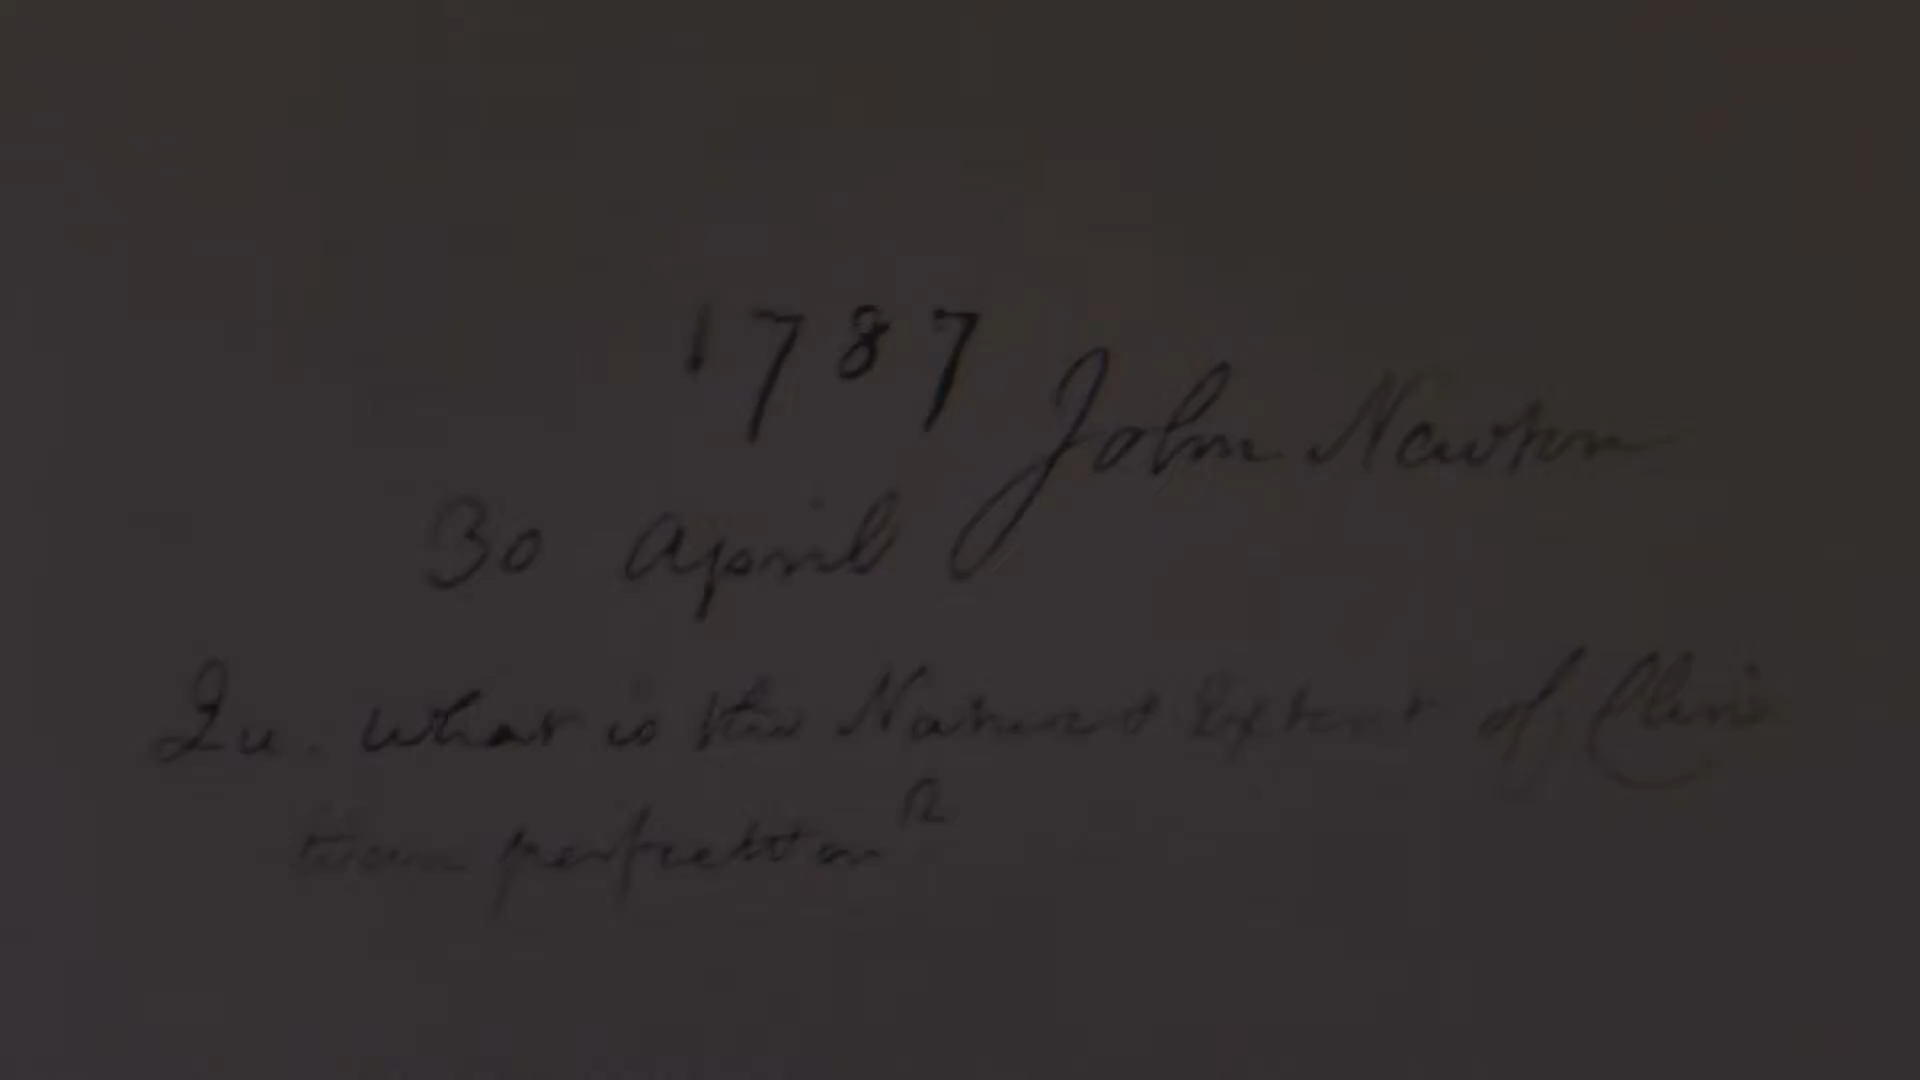 1787
John Newton
30 April
Qu. what is the Nature & Extent of Chris
tian perfection?